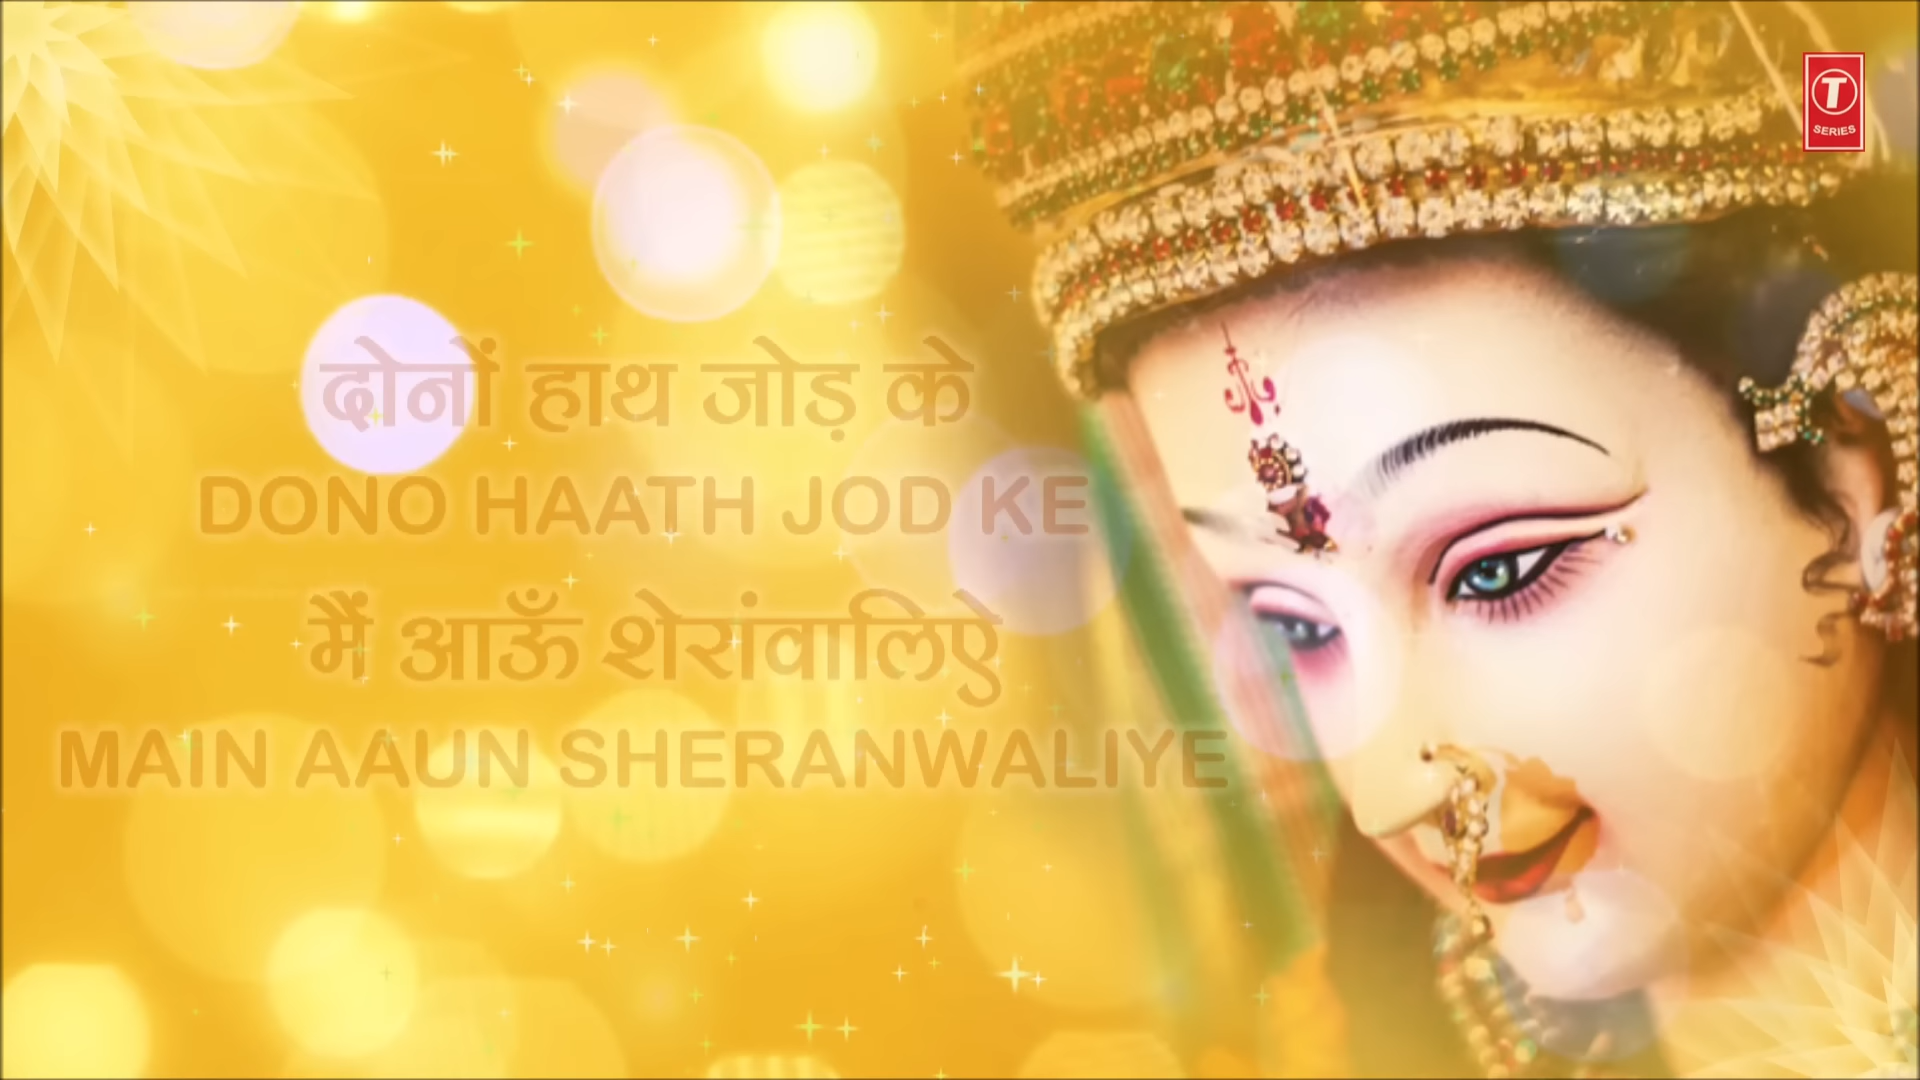 T
SERIES
दोनों हाथ जोड़ के
DONO HAATH JOD KE
मैं आऊँ शेरांवालिऐ
MAIN AAUN SHERANWALIYE